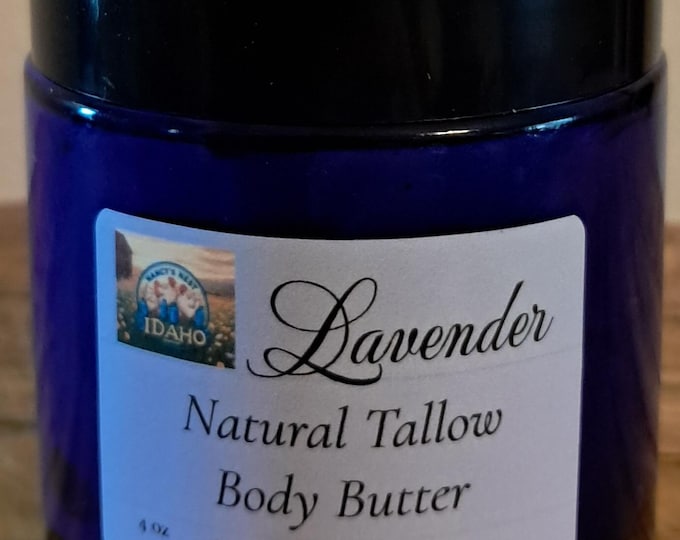 NANCY'S NEST
IDAHO
Lavender
Natural Tallow
Body Butter
4 oz